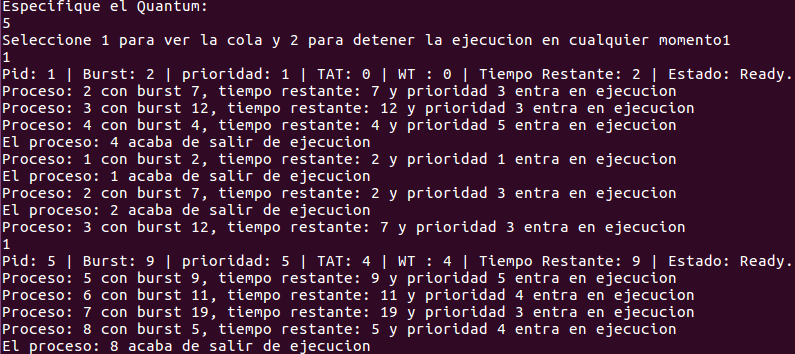 Especifique el Quantum:
5
Seleccione 1 para ver la cola y 2 para detener la ejecucion en cualquier momento1
1
Pid: 1 | Burst: 2 | prioridad: 1 | TAT: 0 | WT : 0 | Tiempo Restante: 2 | Estado: Ready.
Proceso: 2 con burst 7, tiempo restante: 7 y prioridad 3 entra en ejecucion
Proceso: 3 con burst 12, tiempo restante: 12 y prioridad 3 entra en ejecucion
Proceso: 4 con burst 4, tiempo restante: 4 y prioridad 5 entra en ejecucion
El proceso: 4 acaba de salir de ejecucion
Proceso: 1 con burst 2, tiempo restante: 2 y prioridad 1 entra en ejecucion
El proceso: 1 acaba de salir de ejecucion
Proceso: 2 con burst 7, tiempo restante: 2 y prioridad 3 entra en ejecucion
El proceso: 2 acaba de salir de ejecucion
Proceso: 3 con burst 12, tiempo restante: 7 y prioridad 3 entra en ejecucion
1
Pid: 5 | Burst: 9 | prioridad: 5 | TAT: 4 | WT : 4 | Tiempo Restante: 9 | Estado: Ready.
Proceso: 5 con burst 9, tiempo restante: 9 y prioridad 5 entra en ejecucion
Proceso: 6 con burst 11, tiempo restante: 11 y prioridad 4 entra en ejecucion
Proceso: 7 con burst 19, tiempo restante: 19 y prioridad 3 entra en ejecucion
Proceso: 8 con burst 5, tiempo restante: 5 y prioridad 4 entra en ejecucion
El proceso: 8 acaba de salir de ejecucion